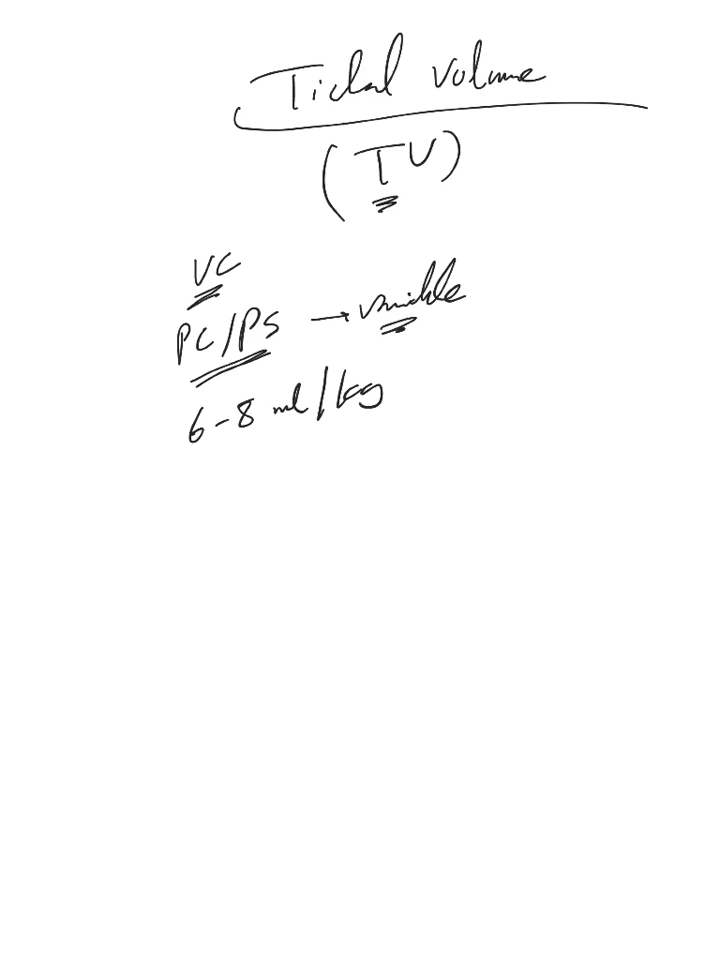 Tidal volume
(TV)
VC
PC/PS → variable
6-8 ml/kg